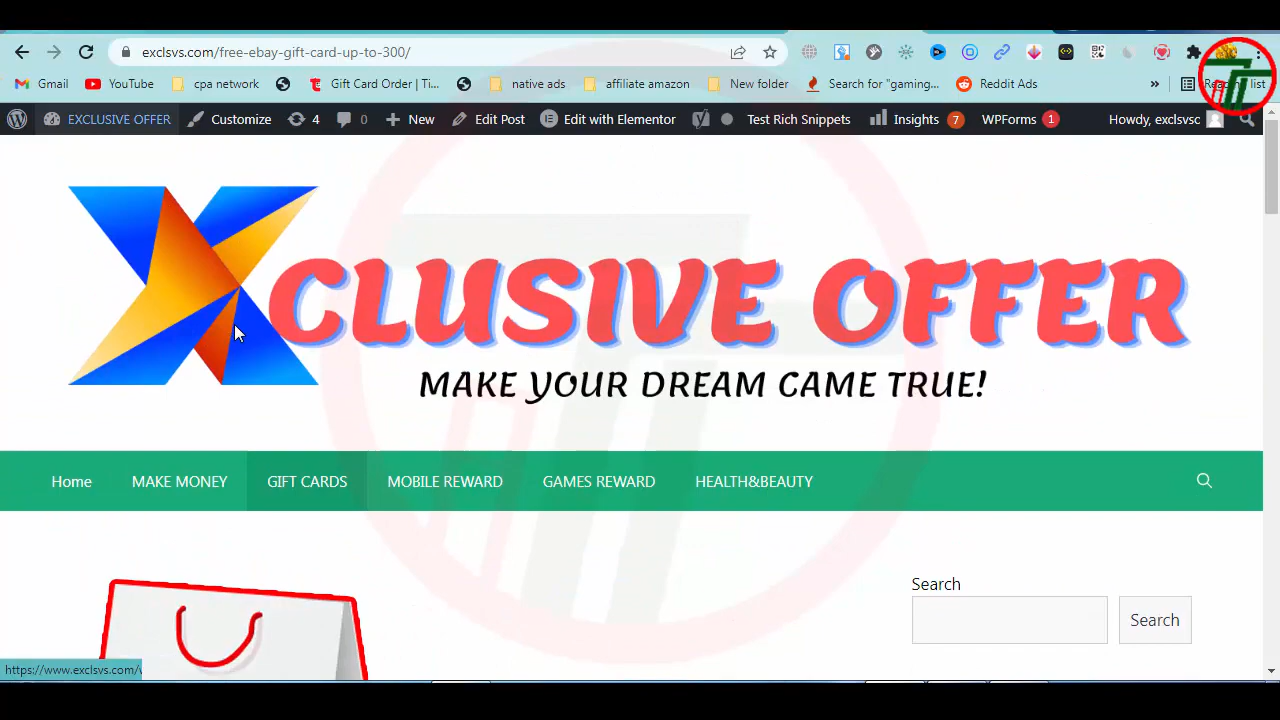 exclsvs.com/free-ebay-gift-card-up-to-300/
Gmail YouTube cpa network Gift Card Order | Ti... native ads affiliate amazon New folder Search for "gaming... Reddit Ads » list
EXCLUSIVE OFFER Customize 4 0 New Edit Post Edit with Elementor Test Rich Snippets Insights 7 WPForms 1 Howdy, exclsvsc
XCLUSIVE OFFER
MAKE YOUR DREAM CAME TRUE!
Home MAKE MONEY GIFT CARDS MOBILE REWARD GAMES REWARD HEALTH&BEAUTY
Search
Search
https://www.exclsvs.com/